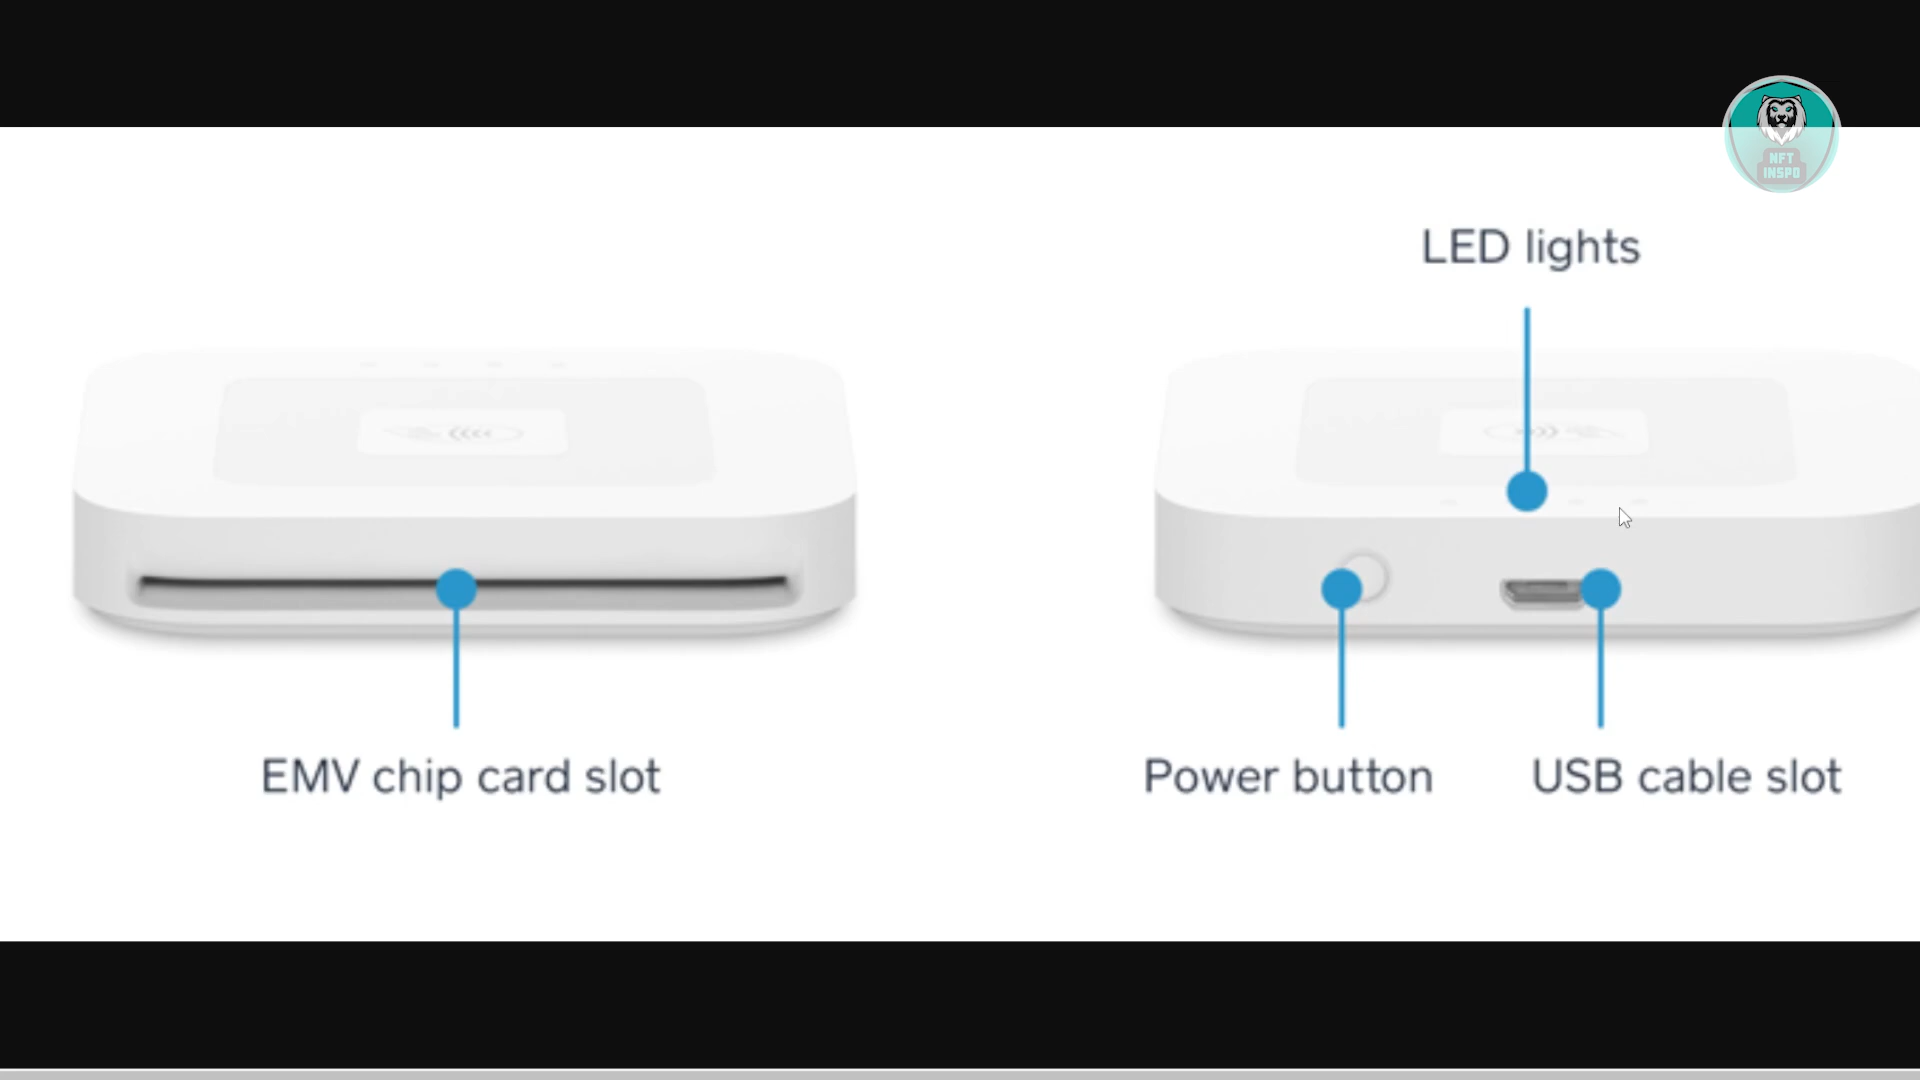 NFT
INSPO
LED lights
EMV chip card slot
Power button
USB cable slot